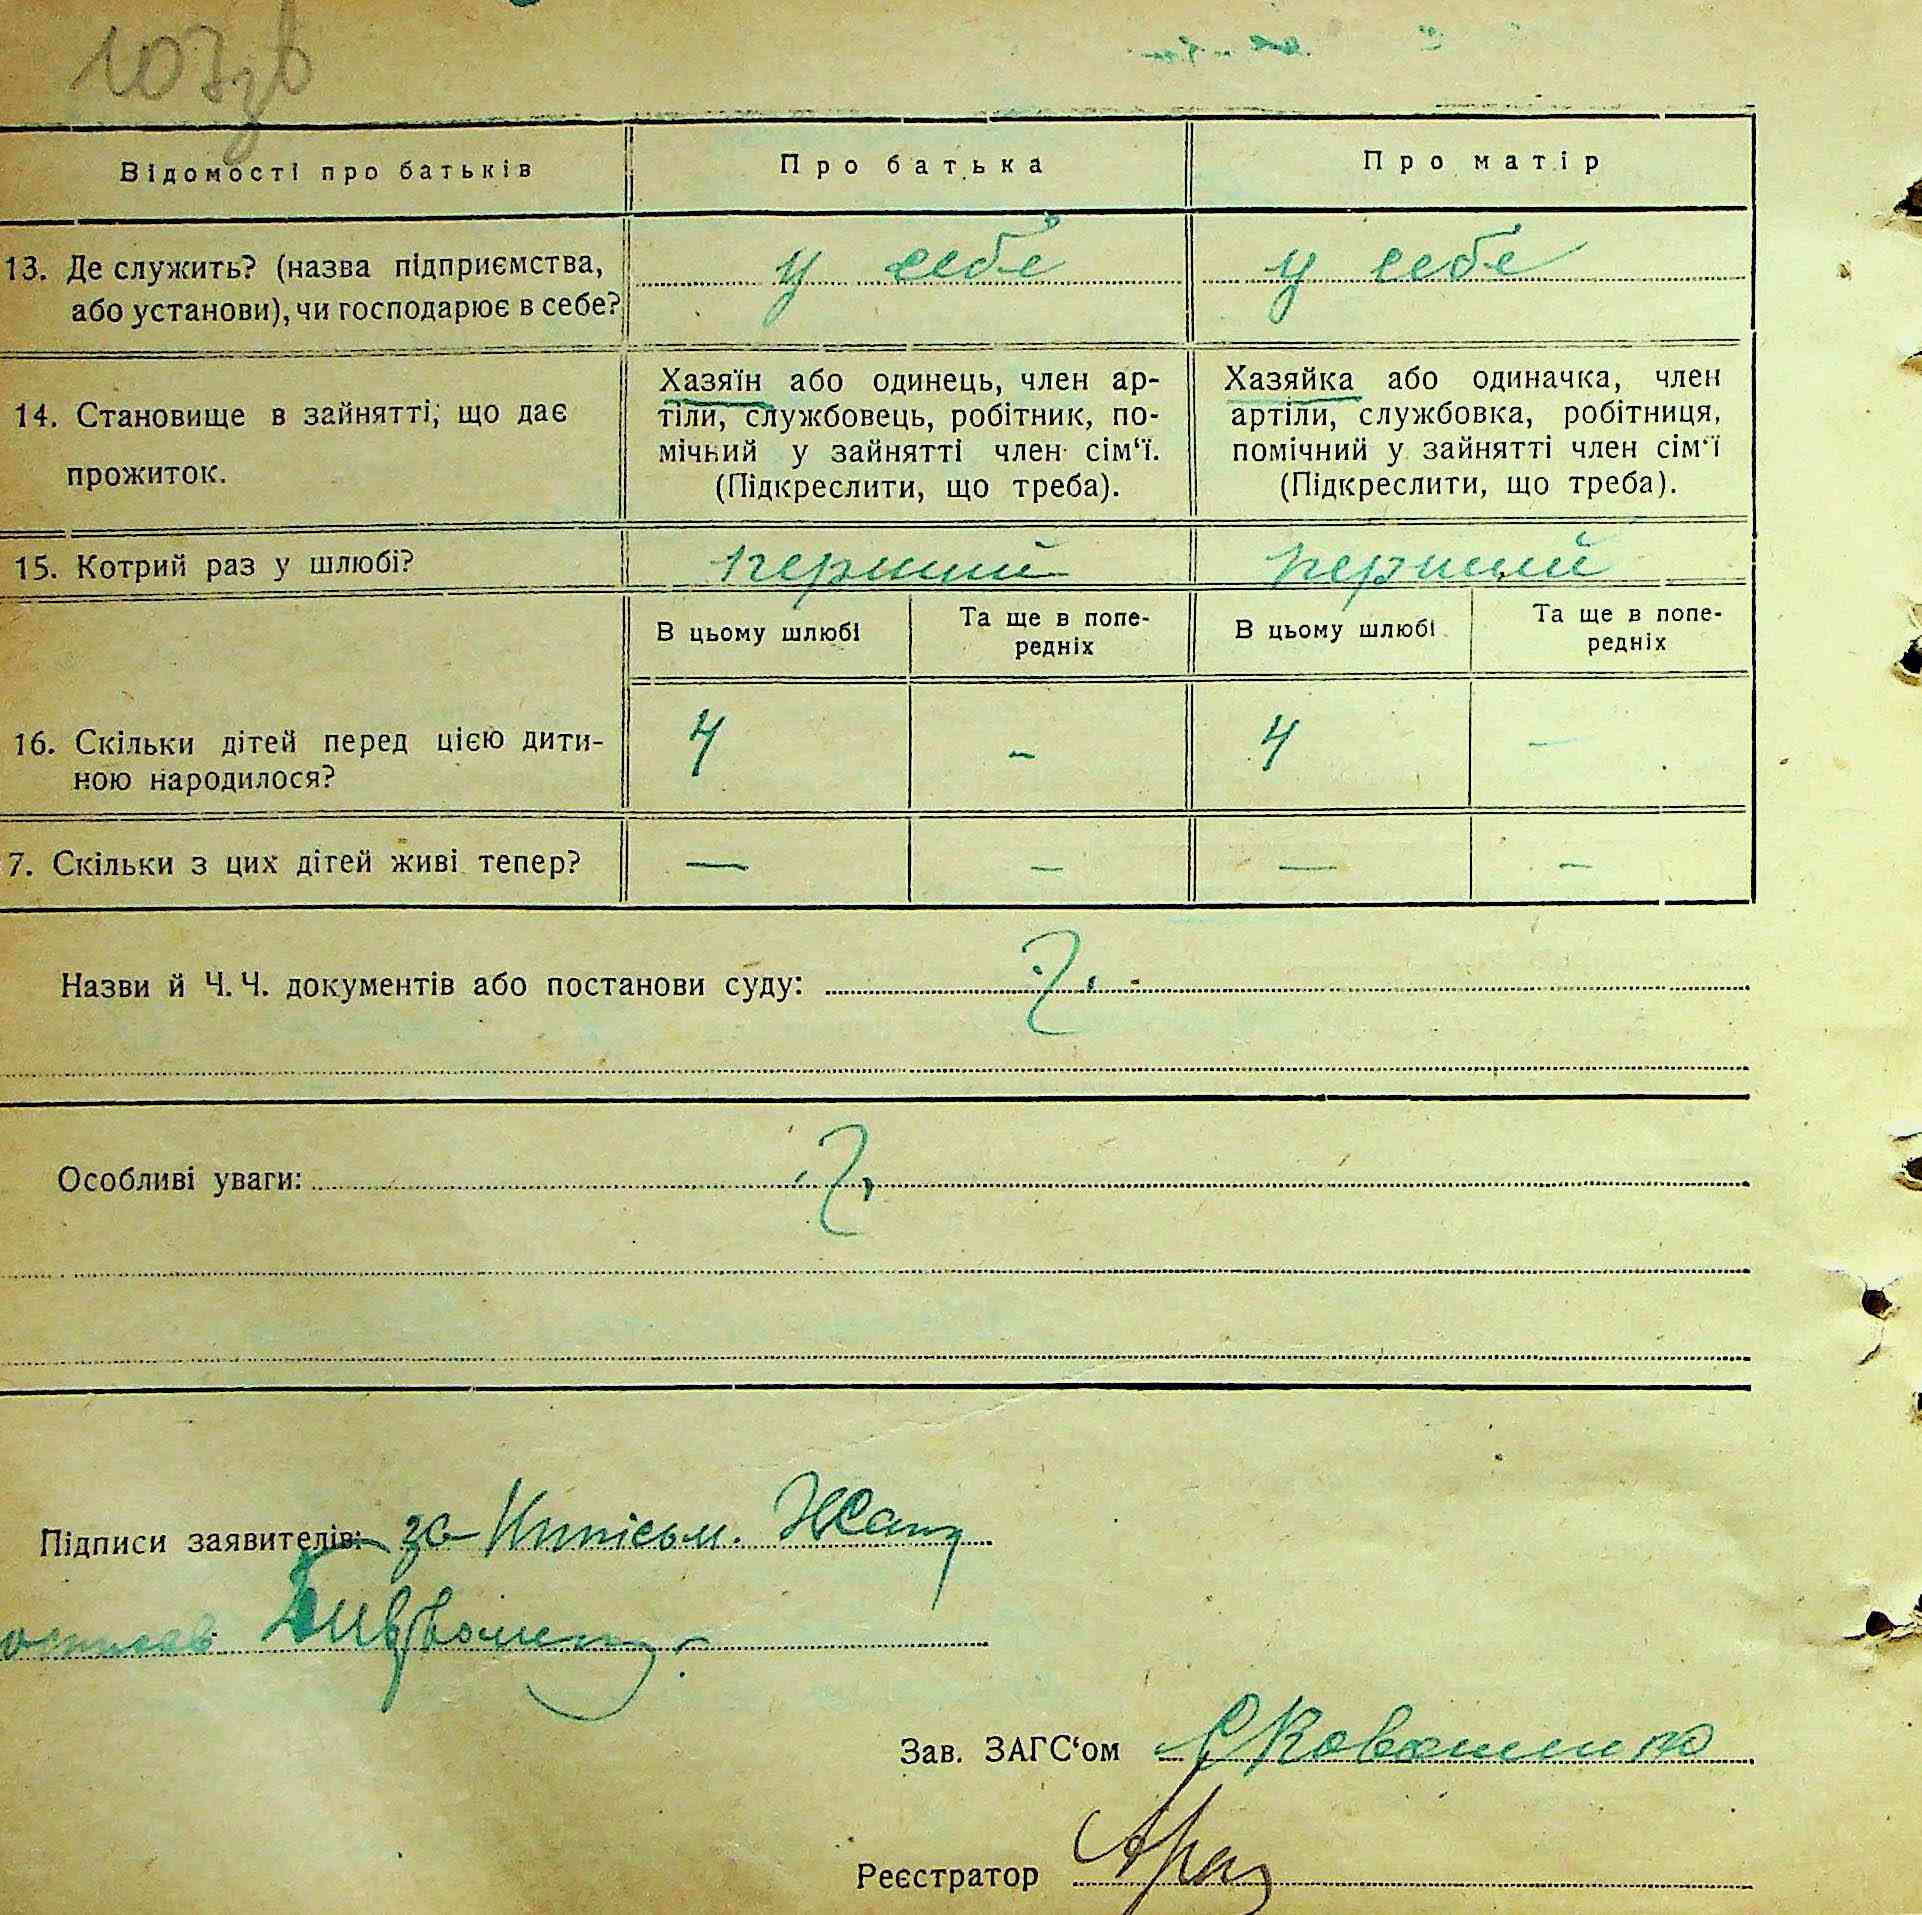 107зв
Відомості про батьків Про батька Про матір
13. Де служить? (назва підприємства, у себе у себе
або установи), чи господарює в себе?
14. Становище в зайнятті, що дає
прожиток.
Хазяїн або одинець, член ар-
тіли, службовець, робітник, по-
мічний у зайнятті член сім‘ї.
(Підкреслити, що треба).
Хазяйка або одиначка, член
артіли, службовка, робітниця,
помічний у зайнятті член сім‘ї
(Підкреслити, що треба).
15. Котрий раз у шлюбі? перший перший
В цьому шлюбі Та ще в попе-
редніх
В цьому шлюбі Та ще в попе-
редніх
16. Скільки дітей перед цією дити-
ною народилося?
4 - 4 -
7. Скільки з цих дітей живі тепер? — - — -
Назви й Ч. Ч. документів або постанови суду:
Особливі уваги:
Підписи заявителів: за
Зав. ЗАГС‘ом
Реєстратор